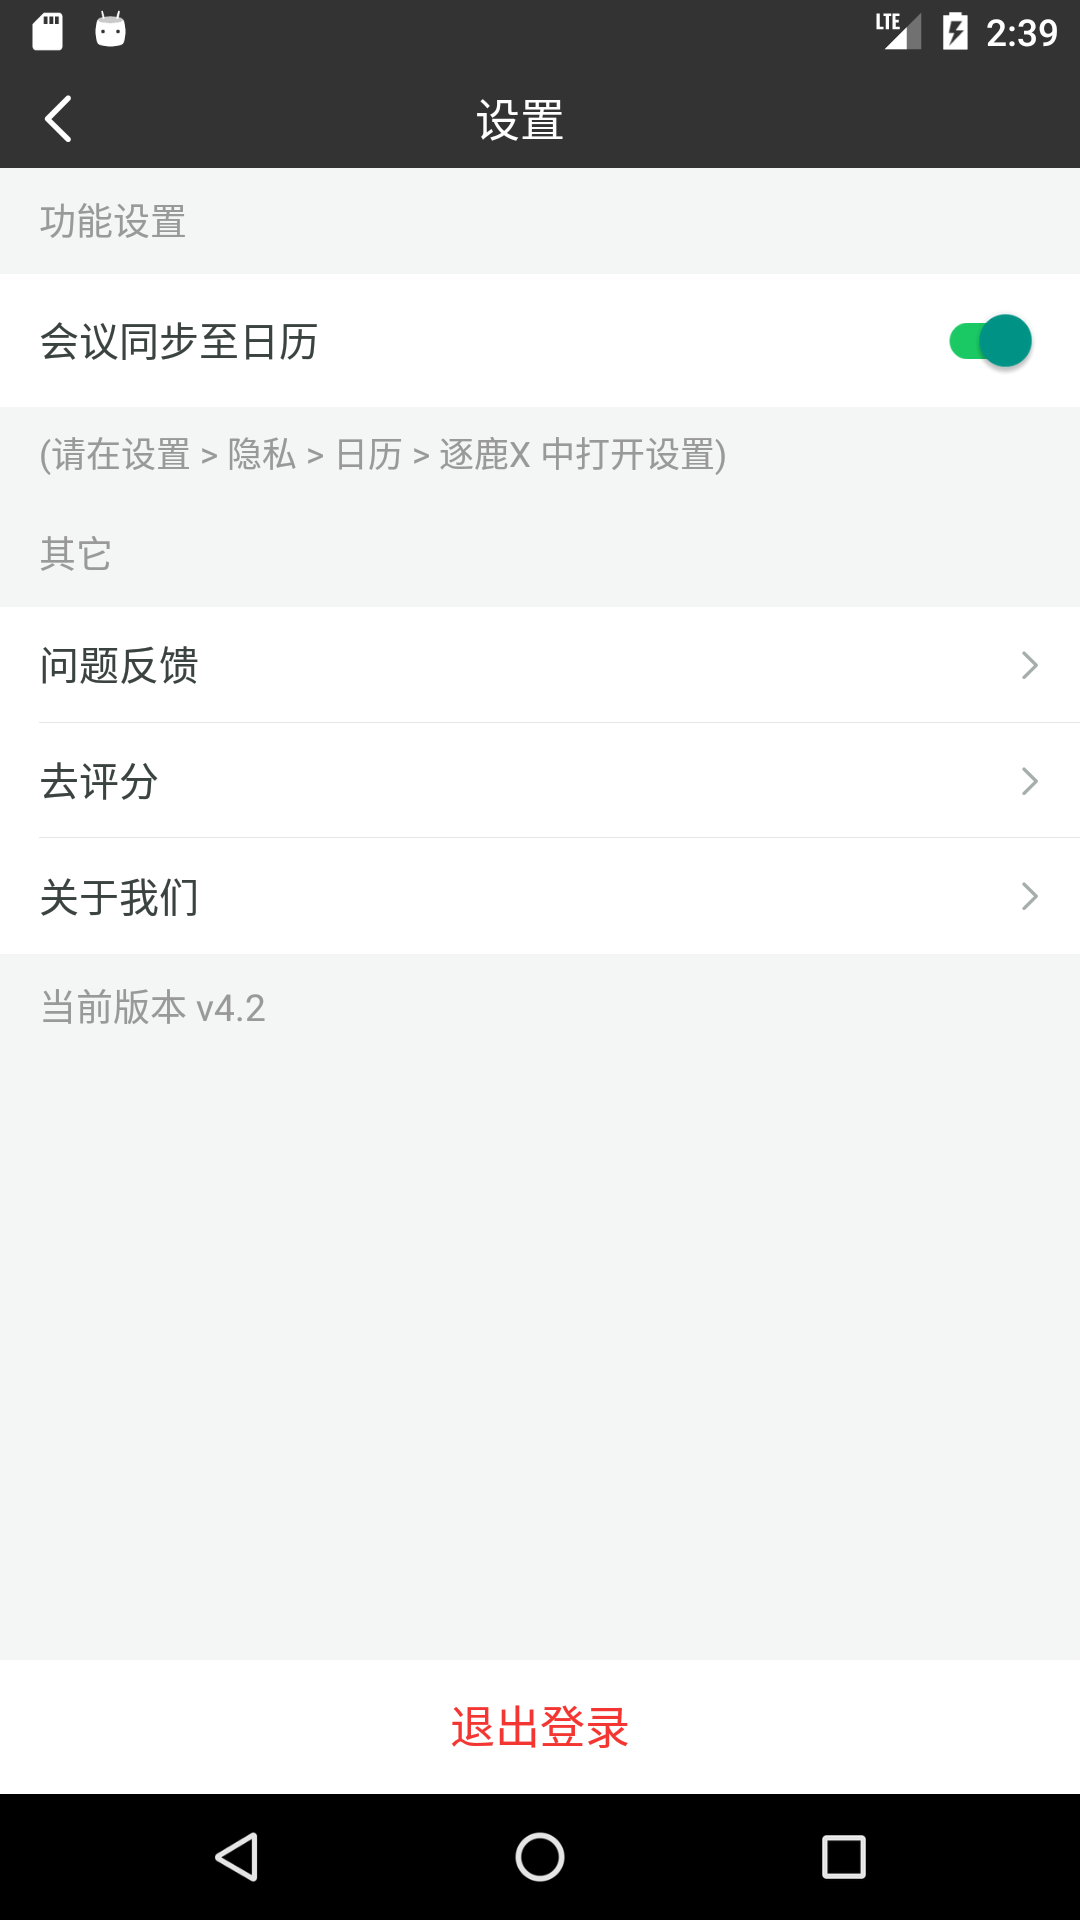 LTE 2:39
设置
功能设置
会议同步至日历
(请在设置 > 隐私 > 日历 > 逐鹿X 中打开设置)
其它
问题反馈
去评分
关于我们
当前版本 v4.2
退出登录